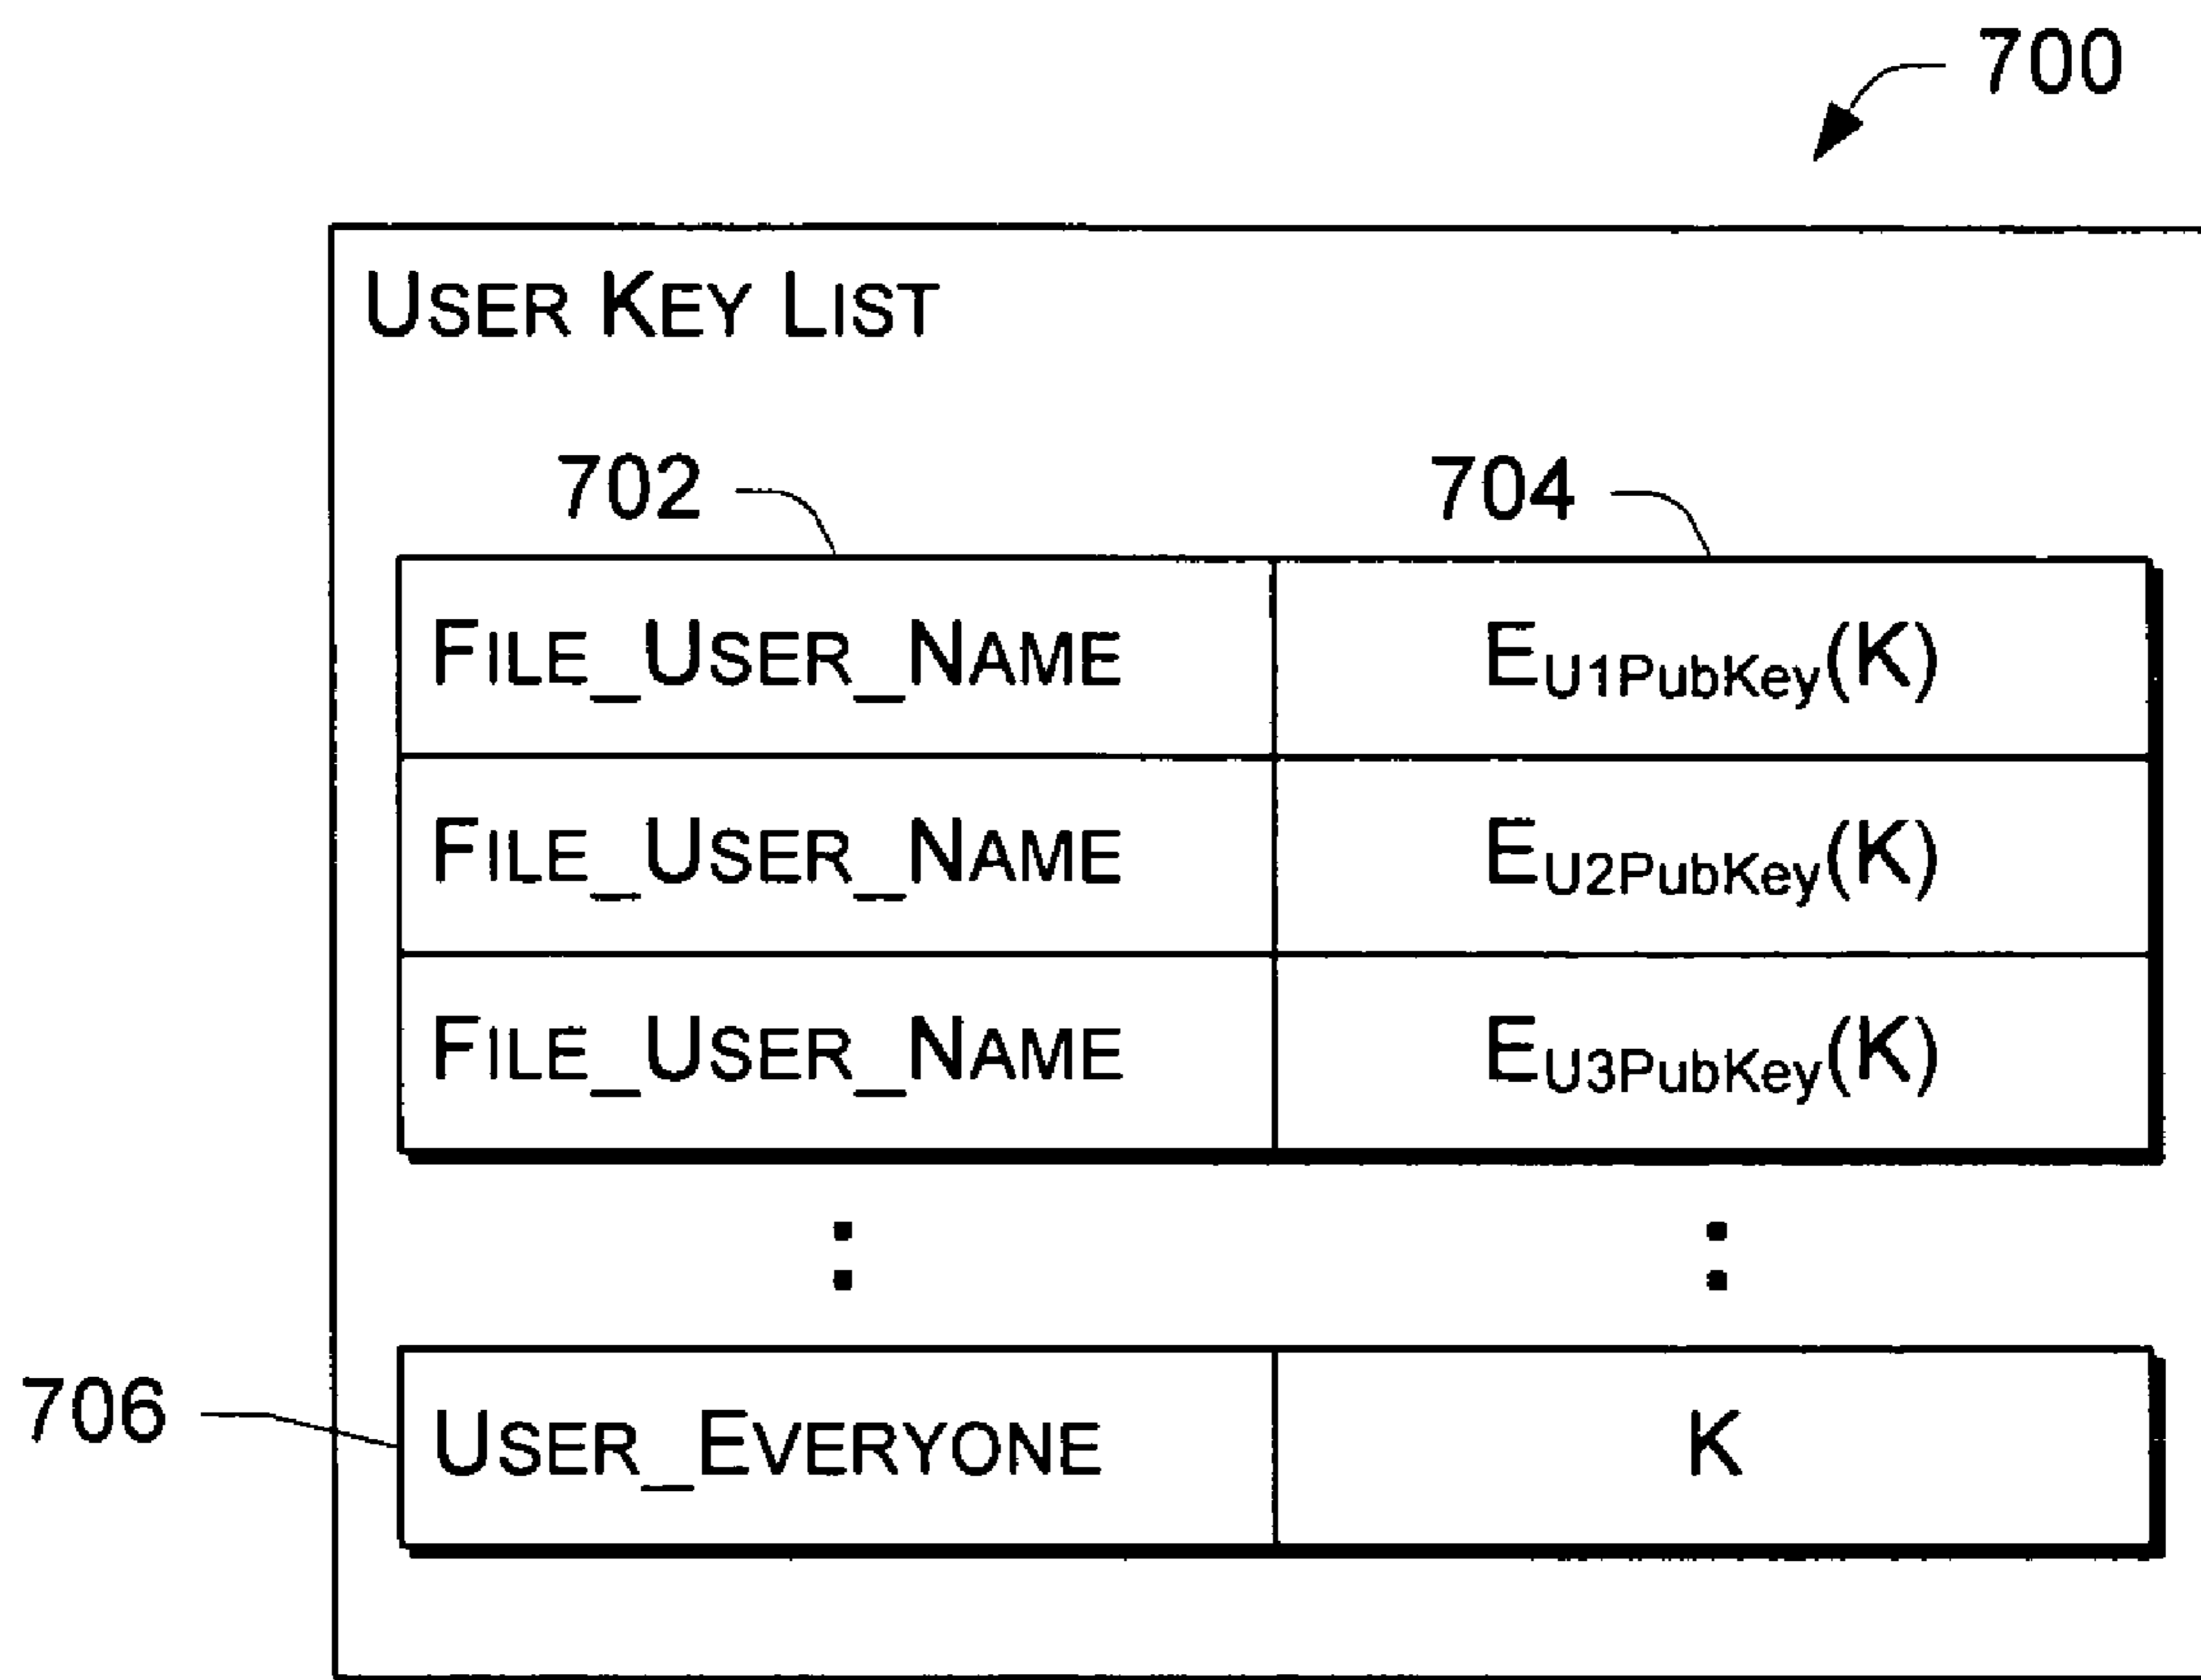 700
USER KEY LIST
702 704
FILE_USER_NAME EU1PubKey(K)
FILE_USER_NAME EU2PubKey(K)
FILE_USER_NAME EU3PubKey(K)
: :
706 USER_EVERYONE K